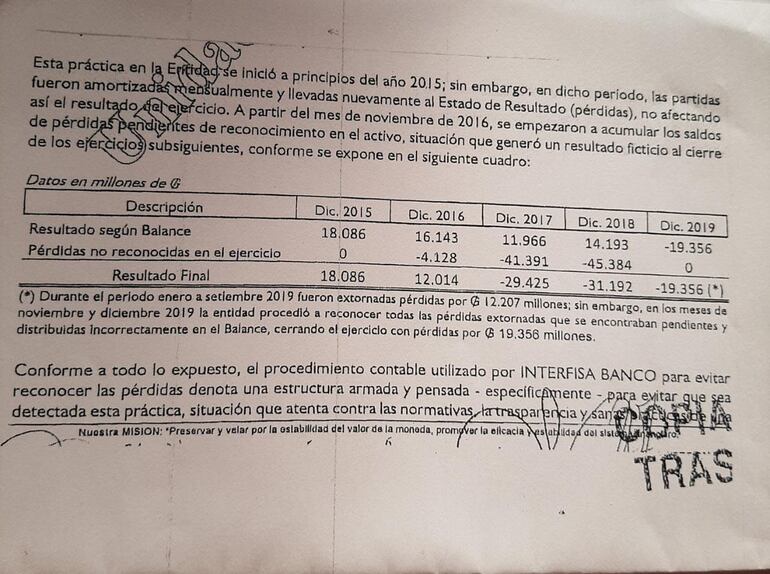 Esta práctica en la Entidad se inició a principios del año 2015; sin embargo, en dicho período, las partidas
fueron amortizadas mensualmente y llevadas nuevamente al Estado de Resultado (pérdidas), no afectando
así el resultado del ejercicio. A partir del mes de noviembre de 2016, se empezaron a acumular los saldos
de pérdidas pendientes de reconocimiento en el activo, situación que generó un resultado ficticio al cierre
de los ejercicios subsiguientes, conforme se expone en el siguiente cuadro:
Datos en millones de ₲
Descripción Dic. 2015 Dic. 2016 Dic. 2017 Dic. 2018 Dic. 2019
Resultado según Balance 18.086 16.143 11.966 14.193 -19.356
Pérdidas no reconocidas en el ejercicio 0 -4.128 -41.391 -45.384 0
Resultado Final 18.086 12.014 -29.425 -31.192 -19.356 (*)
(*) Durante el periodo enero a setiembre 2019 fueron extornadas pérdidas por ₲ 12.207 millones; sin embargo, en los meses de
noviembre y diciembre 2019 la entidad procedió a reconocer todas las pérdidas extornadas que se encontraban pendientes y
distribuidas incorrectamente en el Balance, cerrando el ejercicio con pérdidas por ₲ 19.356 millones.
Conforme a todo lo expuesto, el procedimiento contable utilizado por INTERFISA BANCO para evitar
reconocer las pérdidas denota una estructura armada y pensada - específicamente - para evitar que sea
detectada esta práctica, situación que atenta contra las normativas, la trasparencia y
Nuestra MISION: "Preservar y velar por la estabilidad del valor de la moneda, promover la eficacia y estabilidad del sistema financiero."
COPIA
TRAS